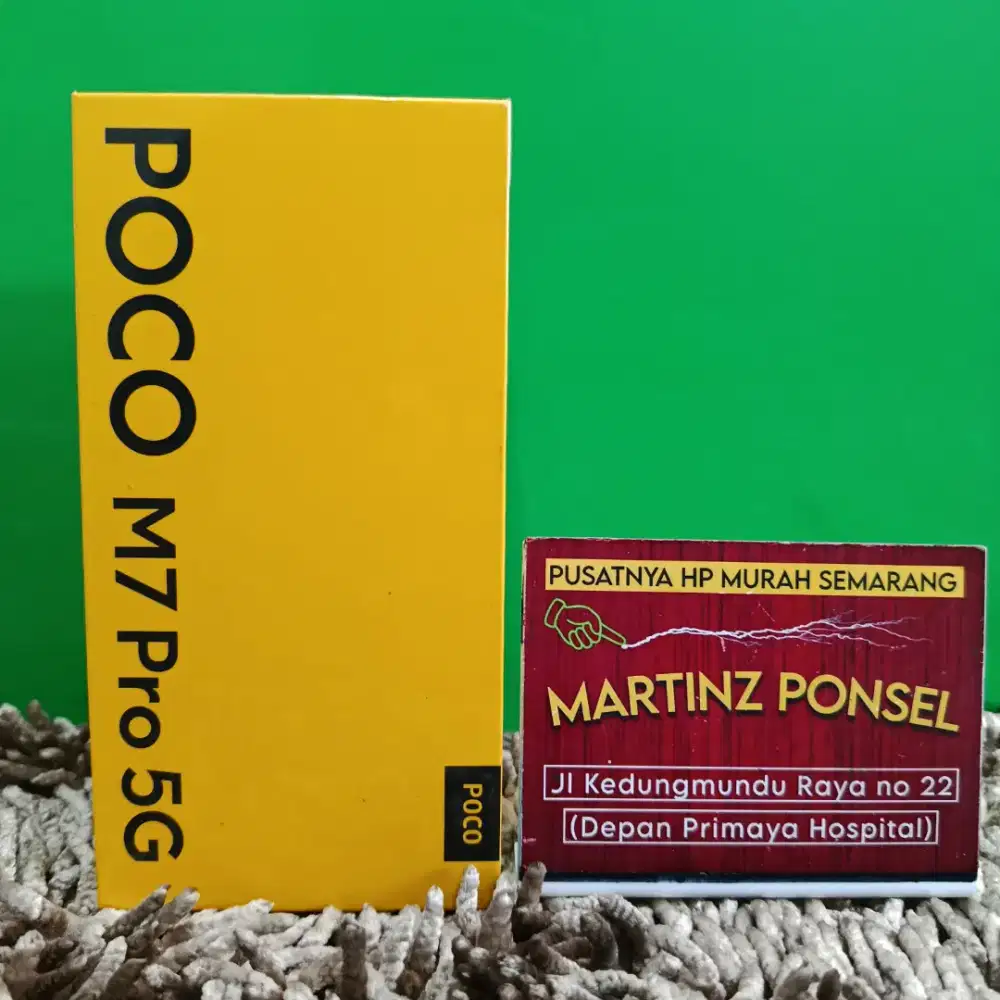 POCO M7 Pro 5G
POCO
PUSATNYA HP MURAH SEMARANG
MARTINZ PONSEL
Jl Kedungmundu Raya no 22
(Depan Primaya Hospital)